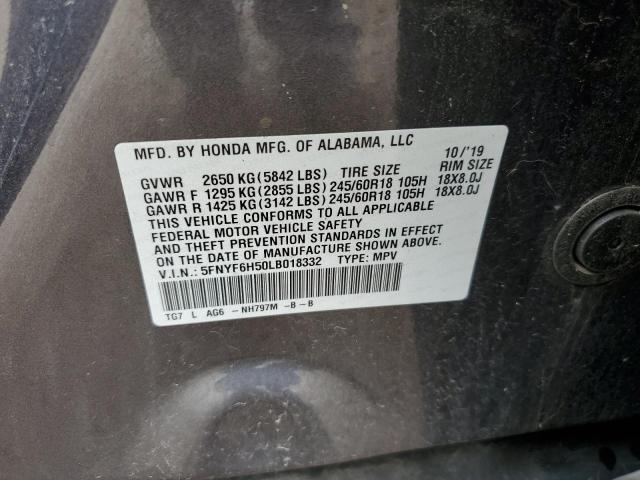 MFD. BY HONDA MFG. OF ALABAMA, LLC 10/'19
GVWR 2650 KG(5842 LBS) TIRE SIZE RIM SIZE
GAWR F 1295 KG(2855 LBS)245/60R18 105H 18X8.0J
GAWR R 1425 KG(3142 LBS)245/60R18 105H 18X8.0J
THIS VEHICLE CONFORMS TO ALL APPLICABLE
FEDERAL MOTOR VEHICLE SAFETY
AND THEFT PREVENTION STANDARDS IN EFFECT
ON THE DATE OF MANUFACTURE SHOWN ABOVE.
V.I.N.: 5FNYF6H50LB018332 TYPE: MPV
TG7 L AG6 -NH797M -B-B